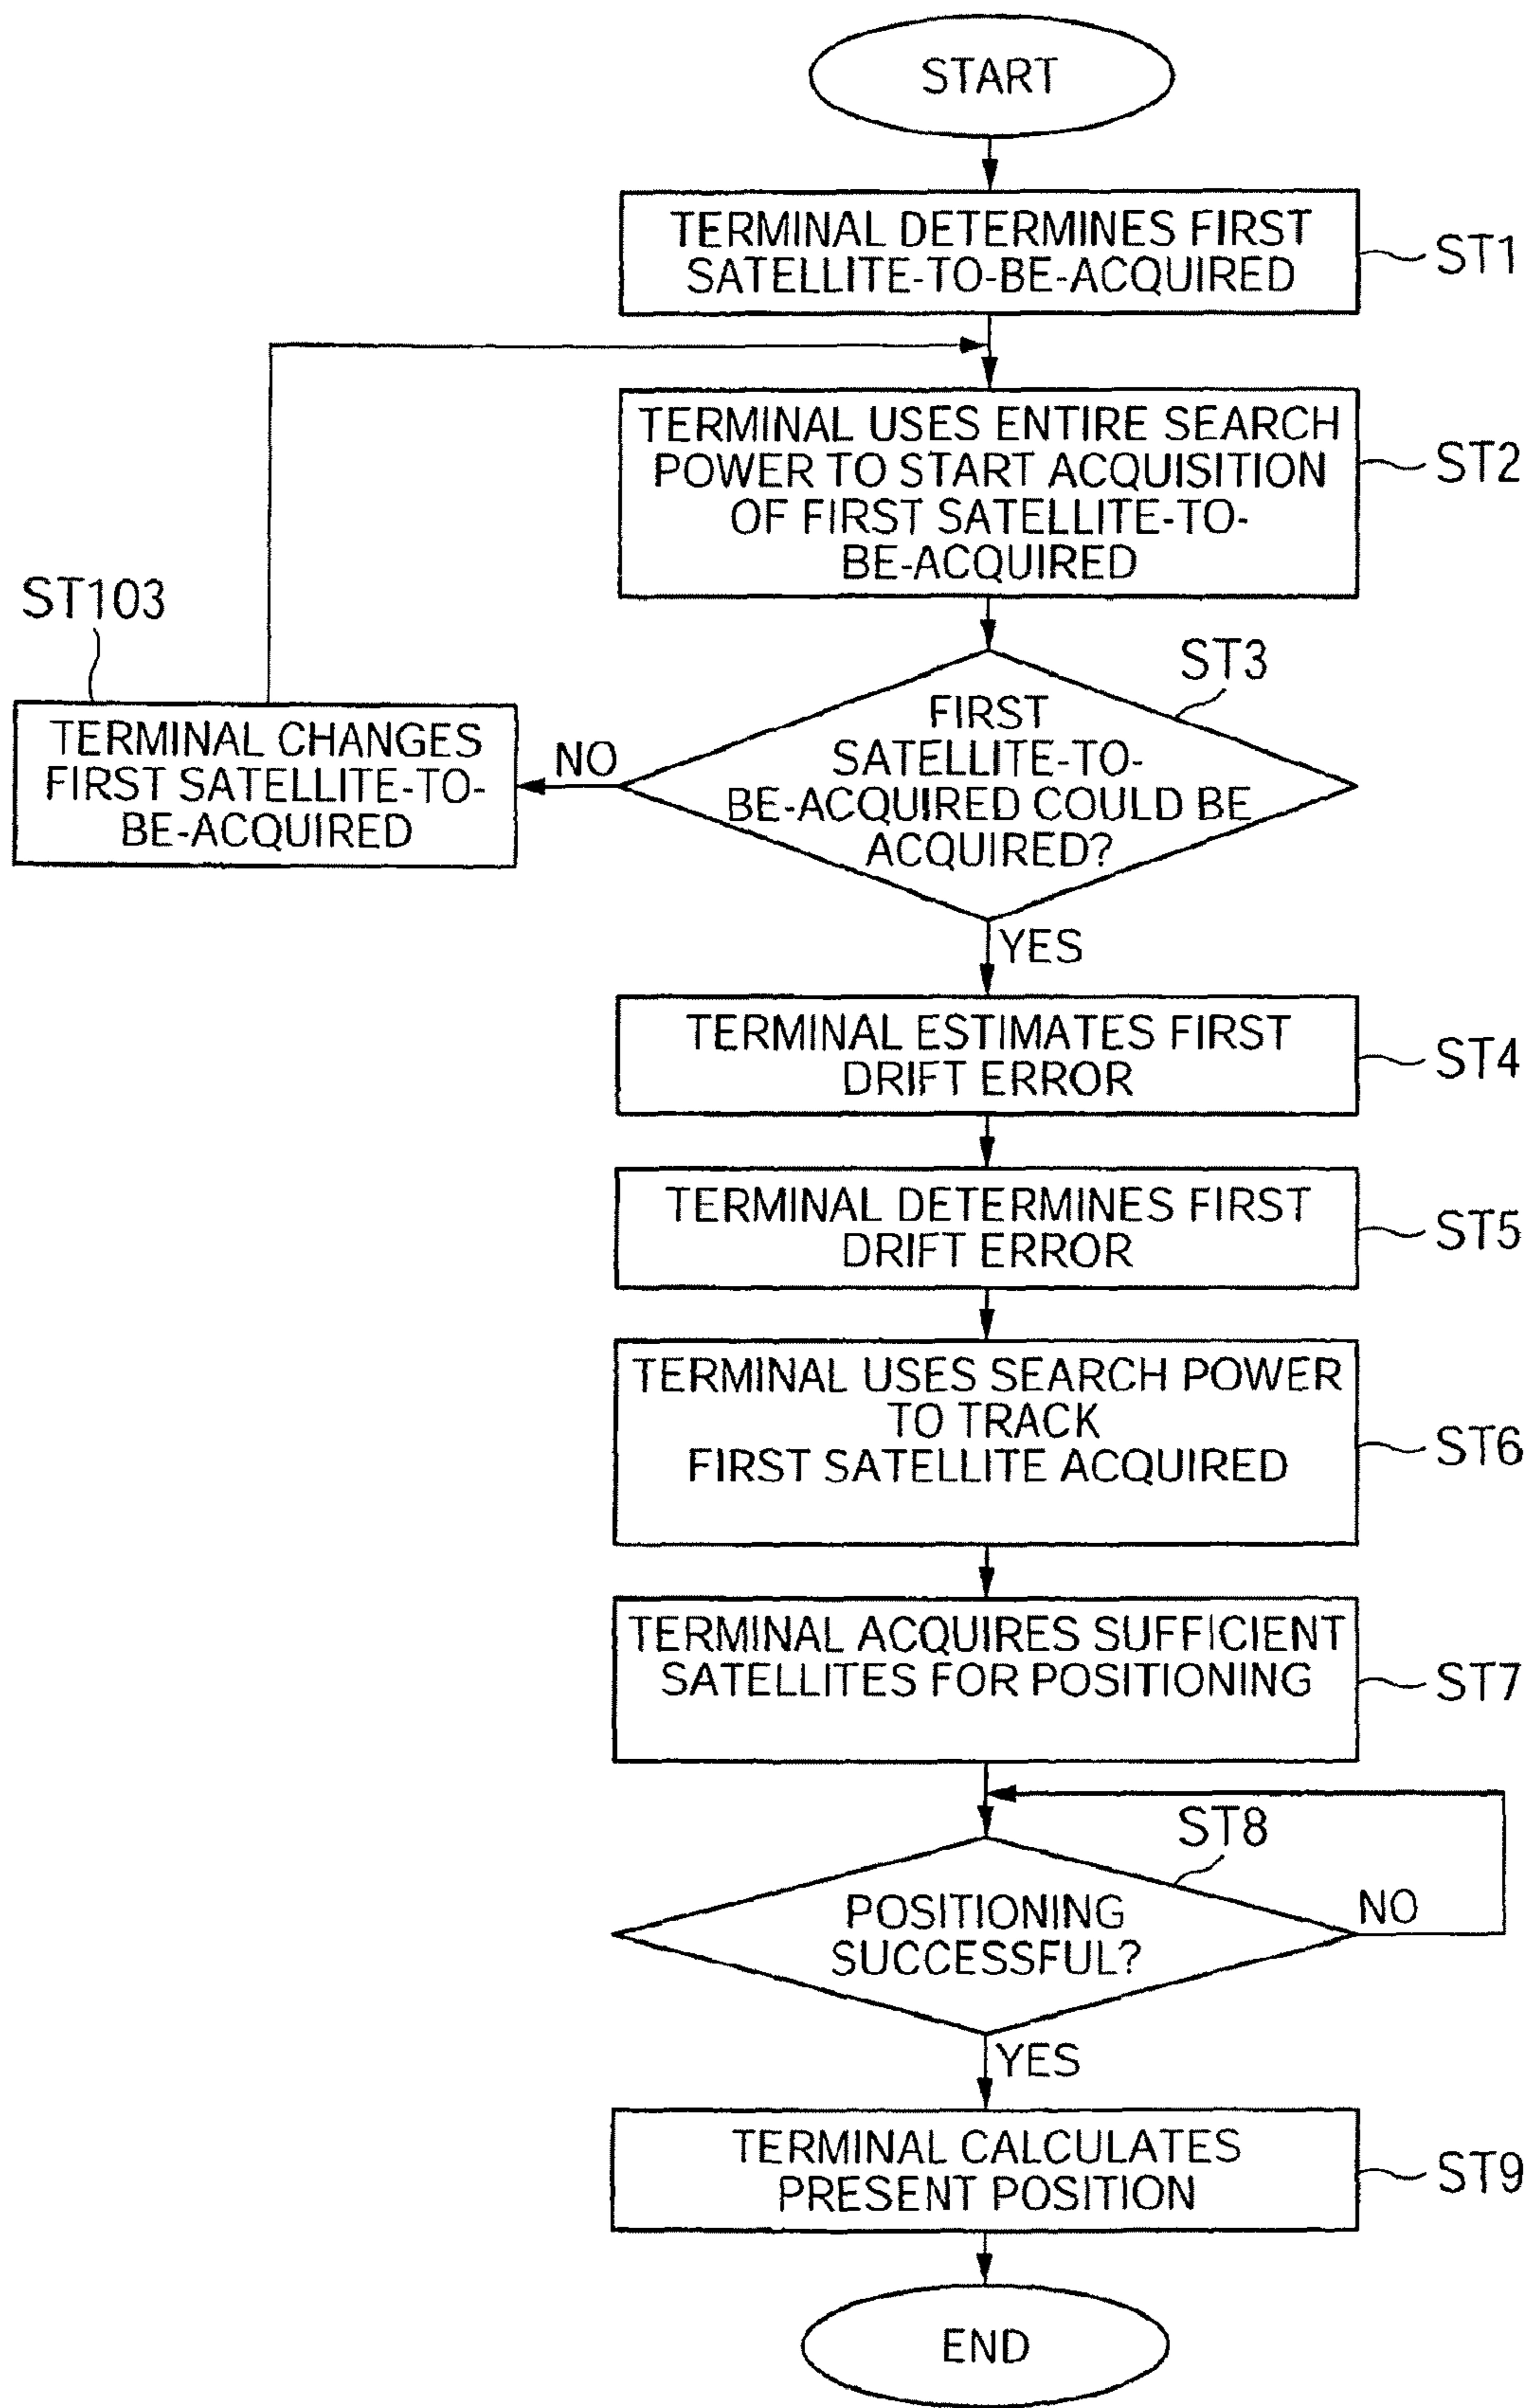 START
TERMINAL DETERMINES FIRST
SATELLITE-TO-BE-ACQUIRED
ST1
TERMINAL USES ENTIRE SEARCH
POWER TO START ACQUISITION
OF FIRST SATELLITE-TO-
BE-ACQUIRED
ST2
ST103
TERMINAL CHANGES
FIRST SATELLITE-TO-
BE-ACQUIRED
NO
ST3
FIRST
SATELLITE-TO-
BE-ACQUIRED COULD BE
ACQUIRED?
YES
TERMINAL ESTIMATES FIRST
DRIFT ERROR
ST4
TERMINAL DETERMINES FIRST
DRIFT ERROR
ST5
TERMINAL USES SEARCH POWER
TO TRACK
FIRST SATELLITE ACQUIRED
ST6
TERMINAL ACQUIRES SUFFICIENT
SATELLITES FOR POSITIONING
ST7
ST8
POSITIONING
SUCCESSFUL?
NO
YES
TERMINAL CALCULATES
PRESENT POSITION
ST9
END